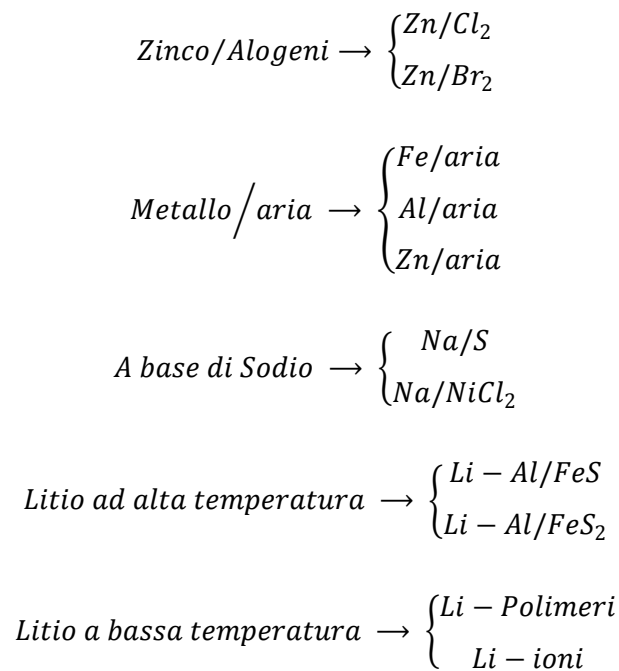 Zinco/Alogeni ⟶ { Zn/Cl₂
Zn/Br₂
Metallo/aria ⟶ { Fe/aria
Al/aria
Zn/aria
A base di Sodio ⟶ { Na/S
Na/NiCl₂
Litio ad alta temperatura ⟶ { Li − Al/FeS
Li − Al/FeS₂
Litio a bassa temperatura ⟶ { Li − Polimeri
Li − ioni